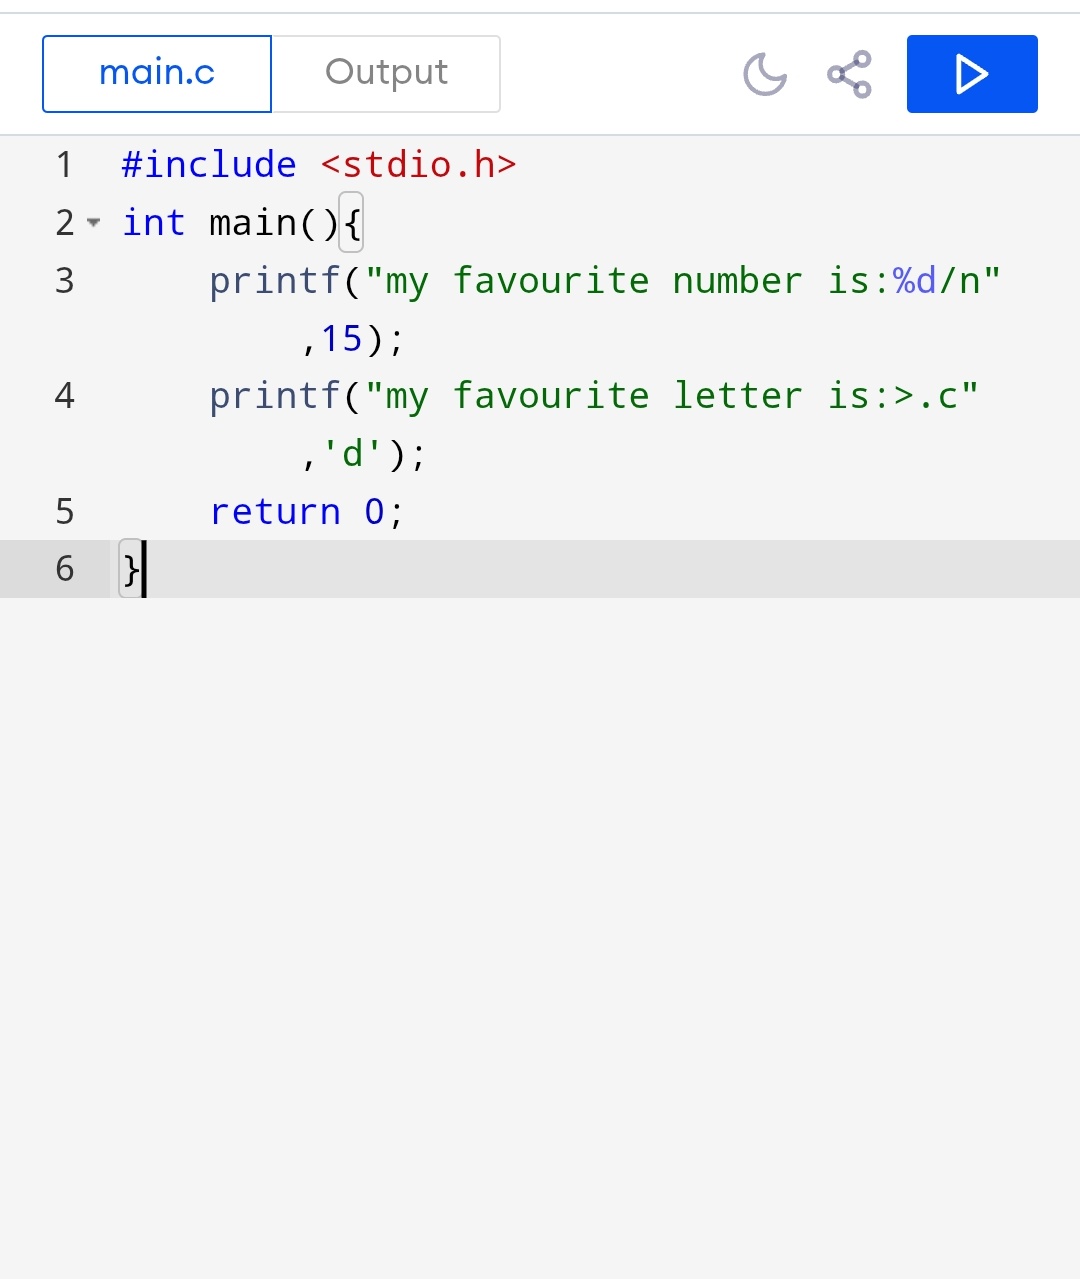 main.c Output
1 #include <stdio.h>
2 int main(){
3 printf("my favourite number is:%d/n"
,15);
4 printf("my favourite letter is:>.c"
,'d');
5 return 0;
6 }